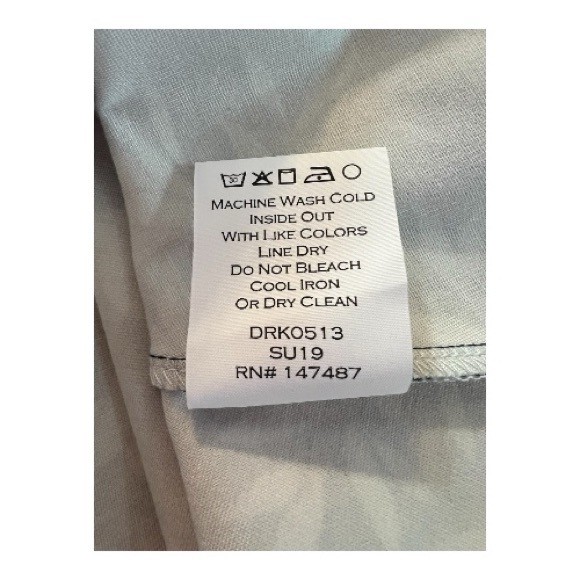 MACHINE WASH COLD
INSIDE OUT
WITH LIKE COLORS
LINE DRY
DO NOT BLEACH
COOL IRON
OR DRY CLEAN
DRK0513
SU19
RN# 147487